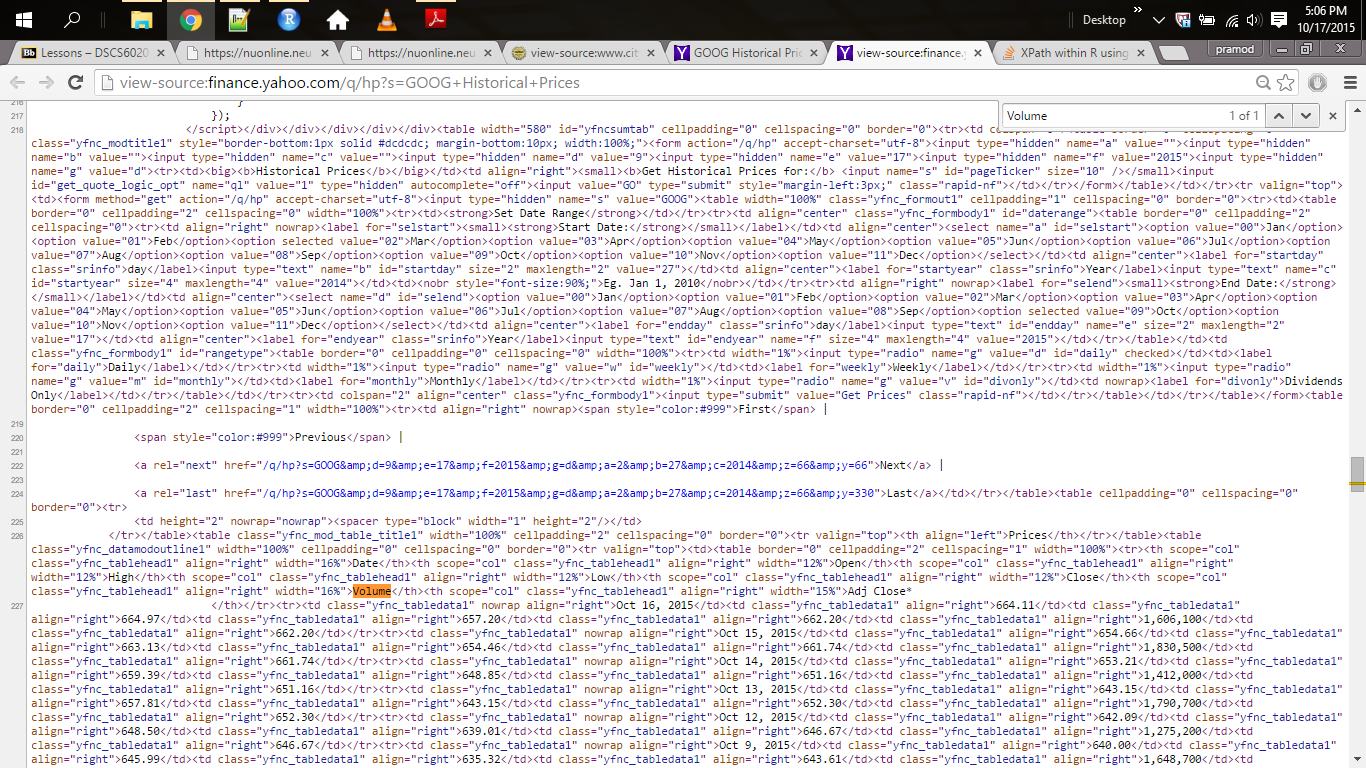 5:06 PM
Desktop
10/17/2015
Lessons – DSCS6020
https://nuonline.neu
https://nuonline.neu
view-source:www.cit
GOOG Historical Pric
view-source:finance.y
XPath within R using
pramod
view-source:finance.yahoo.com/q/hp?s=GOOG+Historical+Prices
Volume 1 of 1
216 }
217 });
218 </script></div></div></div></div></div><table width="580" id="yfncsumtab" cellpadding="0" cellspacing="0" border="0"><tr><td
class="yfnc_modtitle1" style="border-bottom:1px solid #dcdcdc; margin-bottom:10px; width:100%;"><form action="/q/hp" accept-charset="utf-8"><input type="hidden" name="a" value=""><input type="hidden"
name="b" value=""><input type="hidden" name="c" value=""><input type="hidden" name="d" value="9"><input type="hidden" name="e" value="17"><input type="hidden" name="f" value="2015"><input type="hidden"
name="g" value="d"><tr><td><big><b>Historical Prices</b></big></td><td align="right"><small><b>Get Historical Prices for:</b> <input name="s" id="pageTicker" size="10" /></small><input
id="get_quote_logic_opt" name="ql" value="1" type="hidden" autocomplete="off"><input value="GO" type="submit" style="margin-left:3px;" class="rapid-nf"></td></tr></form></table></td></tr><tr valign="top">
<td><form method="get" action="/q/hp" accept-charset="utf-8"><input type="hidden" name="s" value="GOOG"><table width="100%" class="yfnc_formout1" cellpadding="1" cellspacing="0" border="0"><tr><td><table
border="0" cellpadding="2" cellspacing="0" width="100%"><tr><td><strong>Set Date Range</strong></td></tr><tr><td align="center" class="yfnc_formbody1" id="daterange"><table border="0" cellpadding="2"
cellspacing="0"><tr><td align="right" nowrap><label for="selstart"><small><strong>Start Date:</strong></small></label></td><td align="center"><select name="a" id="selstart"><option value="00">Jan</option>
<option value="01">Feb</option><option selected value="02">Mar</option><option value="03">Apr</option><option value="04">May</option><option value="05">Jun</option><option value="06">Jul</option><option
value="07">Aug</option><option value="08">Sep</option><option value="09">Oct</option><option value="10">Nov</option><option value="11">Dec</option></select></td><td align="center"><label for="startday"
class="srinfo">day</label><input type="text" name="b" id="startday" size="2" maxlength="2" value="27"></td><td align="center"><label for="startyear" class="srinfo">Year</label><input type="text" name="c"
id="startyear" size="4" maxlength="4" value="2014"></td><td><nobr style="font-size:90%;">Eg. Jan 1, 2010</nobr></td></tr><tr><td align="right" nowrap><label for="selend"><small><strong>End Date:</strong>
</small></label></td><td align="center"><select name="d" id="selend"><option value="00">Jan</option><option value="01">Feb</option><option value="02">Mar</option><option value="03">Apr</option><option
value="04">May</option><option value="05">Jun</option><option value="06">Jul</option><option value="07">Aug</option><option value="08">Sep</option><option selected value="09">Oct</option><option
value="10">Nov</option><option value="11">Dec</option></select></td><td align="center"><label for="endday" class="srinfo">day</label><input type="text" id="endday" name="e" size="2" maxlength="2"
value="17"></td><td align="center"><label for="endyear" class="srinfo">Year</label><input type="text" id="endyear" name="f" size="4" maxlength="4" value="2015"></td></tr></table></td><td
class="yfnc_formbody1" id="rangetype"><table border="0" cellpadding="0" cellspacing="0" width="100%"><tr><td width="1%"><input type="radio" name="g" value="d" id="daily" checked></td><td><label
for="daily">Daily</label></td></tr><tr><td width="1%"><input type="radio" name="g" value="w" id="weekly"></td><td><label for="weekly">Weekly</label></td></tr><tr><td width="1%"><input type="radio"
name="g" value="m" id="monthly"></td><td><label for="monthly">Monthly</label></td></tr><tr><td width="1%"><input type="radio" name="g" value="v" id="divonly"></td><td nowrap><label for="divonly">Dividends
Only</label></td></tr></table></td></tr><tr><td colspan="2" align="center" class="yfnc_formbody1"><input type="submit" value="Get Prices" class="rapid-nf"></td></tr></table></td></tr></table></form><table
border="0" cellpadding="2" cellspacing="1" width="100%"><tr><td align="right" nowrap><span style="color:#999">First</span> |
219
220 <span style="color:#999">Previous</span> |
221
222 <a rel="next" href="/q/hp?s=GOOG&amp;d=9&amp;e=17&amp;f=2015&amp;g=d&amp;a=2&amp;b=27&amp;c=2014&amp;z=66&amp;y=66">Next</a> |
223
224 <a rel="last" href="/q/hp?s=GOOG&amp;d=9&amp;e=17&amp;f=2015&amp;g=d&amp;a=2&amp;b=27&amp;c=2014&amp;z=66&amp;y=330">Last</a></td></tr></table><table cellpadding="0" cellspacing="0"
border="0"><tr>
225 <td height="2" nowrap="nowrap"><spacer type="block" width="1" height="2"/></td>
226 </tr></table><table class="yfnc_mod_table_title1" width="100%" cellpadding="2" cellspacing="0" border="0"><tr valign="top"><th align="left">Prices</th></tr></table><table
class="yfnc_datamodoutline1" width="100%" cellpadding="0" cellspacing="0" border="0"><tr valign="top"><td><table border="0" cellpadding="2" cellspacing="1" width="100%"><tr><th scope="col"
class="yfnc_tablehead1" align="right" width="16%">Date</th><th scope="col" class="yfnc_tablehead1" align="right" width="12%">Open</th><th scope="col" class="yfnc_tablehead1" align="right"
width="12%">High</th><th scope="col" class="yfnc_tablehead1" align="right" width="12%">Low</th><th scope="col" class="yfnc_tablehead1" align="right" width="12%">Close</th><th scope="col"
class="yfnc_tablehead1" align="right" width="16%">Volume</th><th scope="col" class="yfnc_tablehead1" align="right" width="15%">Adj Close*
227 </th></tr><tr><td class="yfnc_tabledata1" nowrap align="right">Oct 16, 2015</td><td class="yfnc_tabledata1" align="right">664.11</td><td class="yfnc_tabledata1"
align="right">664.97</td><td class="yfnc_tabledata1" align="right">657.20</td><td class="yfnc_tabledata1" align="right">662.20</td><td class="yfnc_tabledata1" align="right">1,606,100</td><td
class="yfnc_tabledata1" align="right">662.20</td></tr><tr><td class="yfnc_tabledata1" nowrap align="right">Oct 15, 2015</td><td class="yfnc_tabledata1" align="right">654.66</td><td class="yfnc_tabledata1"
align="right">663.13</td><td class="yfnc_tabledata1" align="right">654.46</td><td class="yfnc_tabledata1" align="right">661.74</td><td class="yfnc_tabledata1" align="right">1,830,500</td><td
class="yfnc_tabledata1" align="right">661.74</td></tr><tr><td class="yfnc_tabledata1" nowrap align="right">Oct 14, 2015</td><td class="yfnc_tabledata1" align="right">653.21</td><td class="yfnc_tabledata1"
align="right">659.39</td><td class="yfnc_tabledata1" align="right">648.85</td><td class="yfnc_tabledata1" align="right">651.16</td><td class="yfnc_tabledata1" align="right">1,412,000</td><td
class="yfnc_tabledata1" align="right">651.16</td></tr><tr><td class="yfnc_tabledata1" nowrap align="right">Oct 13, 2015</td><td class="yfnc_tabledata1" align="right">643.15</td><td class="yfnc_tabledata1"
align="right">657.81</td><td class="yfnc_tabledata1" align="right">643.15</td><td class="yfnc_tabledata1" align="right">652.30</td><td class="yfnc_tabledata1" align="right">1,790,700</td><td
class="yfnc_tabledata1" align="right">652.30</td></tr><tr><td class="yfnc_tabledata1" nowrap align="right">Oct 12, 2015</td><td class="yfnc_tabledata1" align="right">642.09</td><td class="yfnc_tabledata1"
align="right">648.50</td><td class="yfnc_tabledata1" align="right">639.01</td><td class="yfnc_tabledata1" align="right">646.67</td><td class="yfnc_tabledata1" align="right">1,275,200</td><td
class="yfnc_tabledata1" align="right">646.67</td></tr><tr><td class="yfnc_tabledata1" nowrap align="right">Oct 9, 2015</td><td class="yfnc_tabledata1" align="right">640.00</td><td class="yfnc_tabledata1"
align="right">645.99</td><td class="yfnc_tabledata1" align="right">635.32</td><td class="yfnc_tabledata1" align="right">643.61</td><td class="yfnc_tabledata1" align="right">1,648,700</td><td